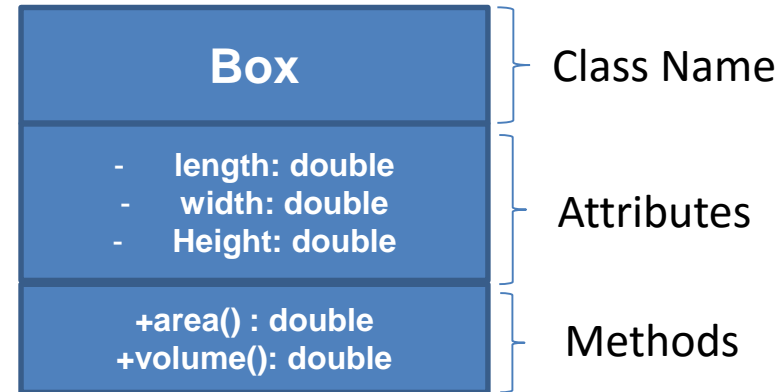 Box
Class Name
- length: double
- width: double
- Height: double
Attributes
+area() : double
+volume(): double
Methods